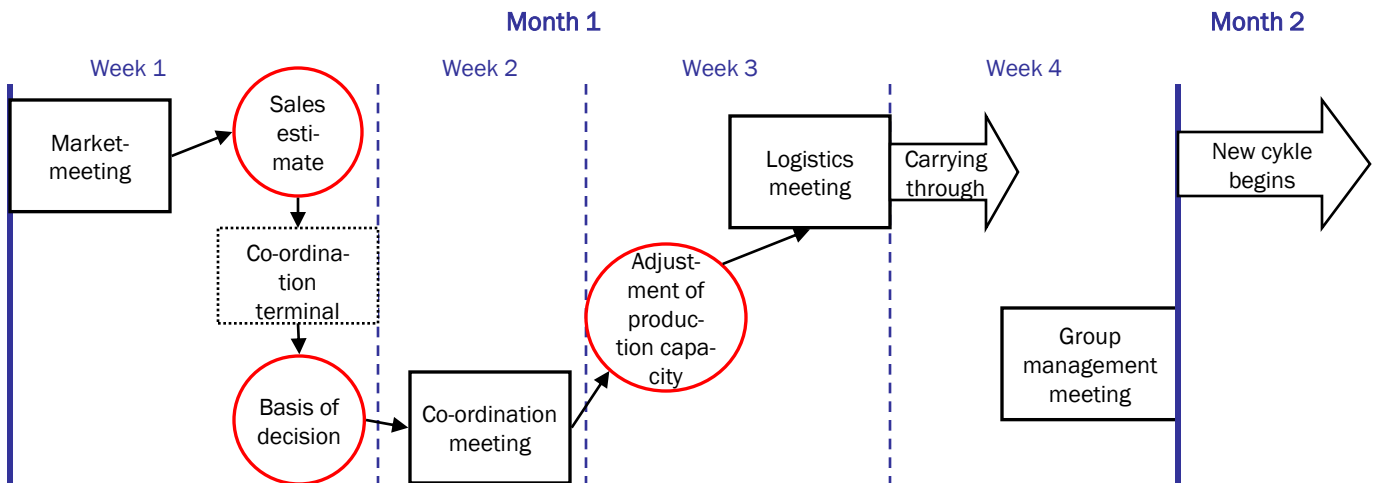 Month 1
Month 2
Week 1
Week 2
Week 3
Week 4
Market-
meeting
Sales
esti-
mate
Co-ordina-
tion
terminal
Basis of
decision
Co-ordination
meeting
Adjust-
ment of
produc-
tion capa-
city
Logistics
meeting
Carrying
through
Group
management
meeting
New cykle
begins